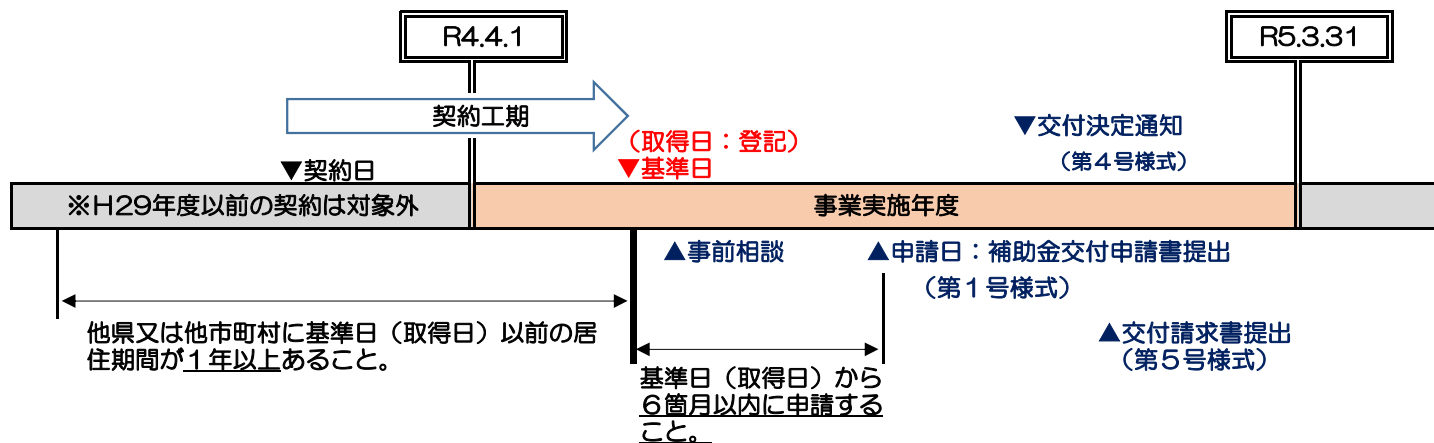 R4.4.1
R5.3.31
契約工期
(取得日:登記)
▼交付決定通知
(第4号様式)
▼契約日
▼基準日
※H29年度以前の契約は対象外
事業実施年度
▲事前相談
▲申請日:補助金交付申請書提出
(第1号様式)
他県又は他市町村に基準日(取得日)以前の居
住期間が1年以上あること。
▲交付請求書提出
(第5号様式)
基準日(取得日)から
6箇月以内に申請する
こと。